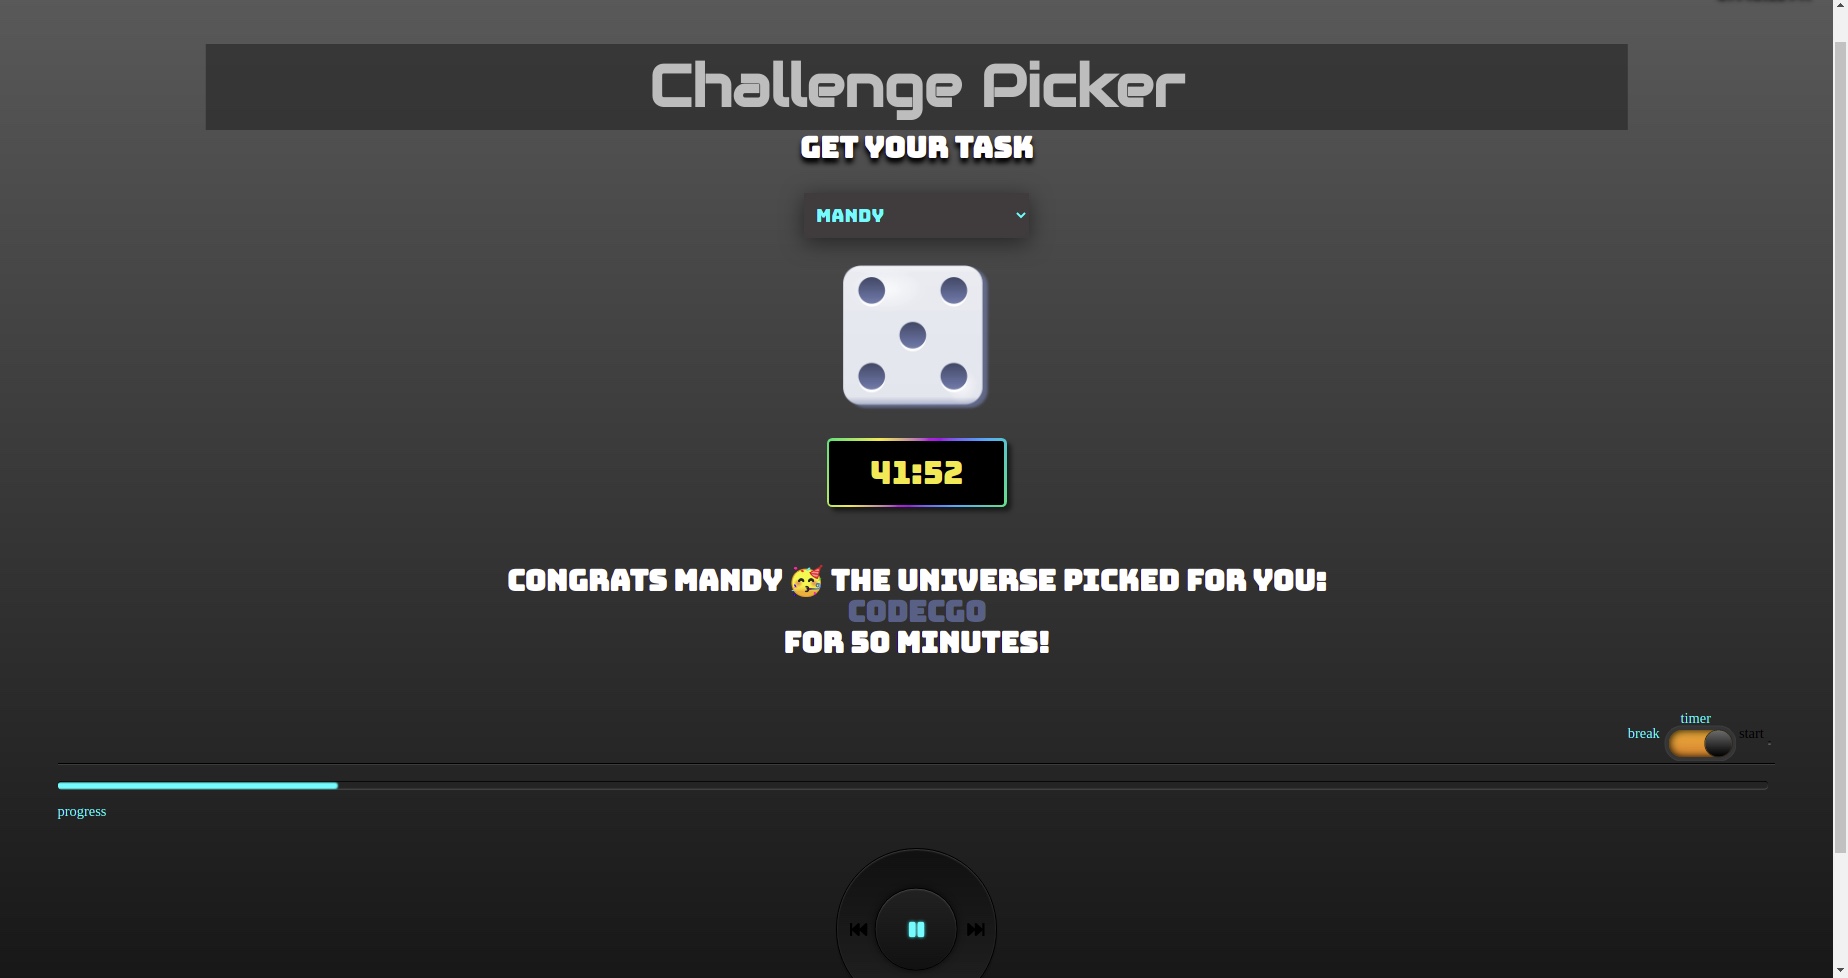 Challenge Picker
GET YOUR TASK
MANDY
41:52
CONGRATS MANDY 🥳 THE UNIVERSE PICKED FOR YOU:
CODECGO
FOR 50 MINUTES!
timer
break start
progress